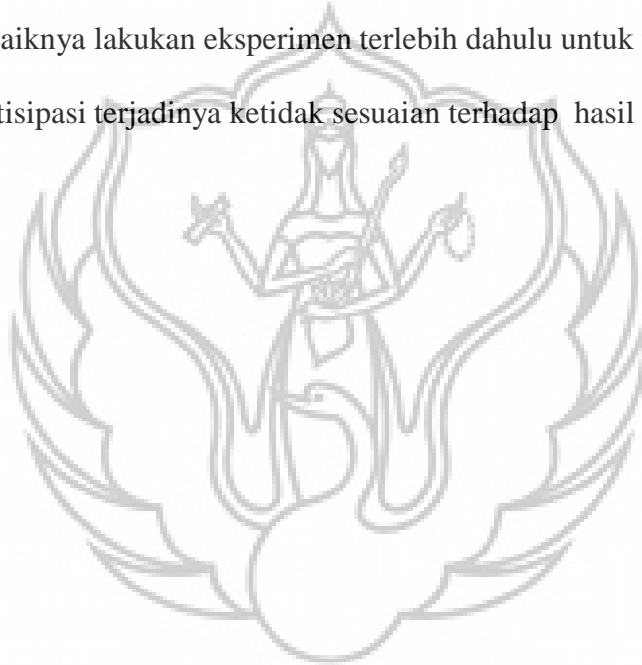 aiknya lakukan eksperimen terlebih dahulu untuk
tisipasi terjadinya ketidak sesuaian terhadap hasil